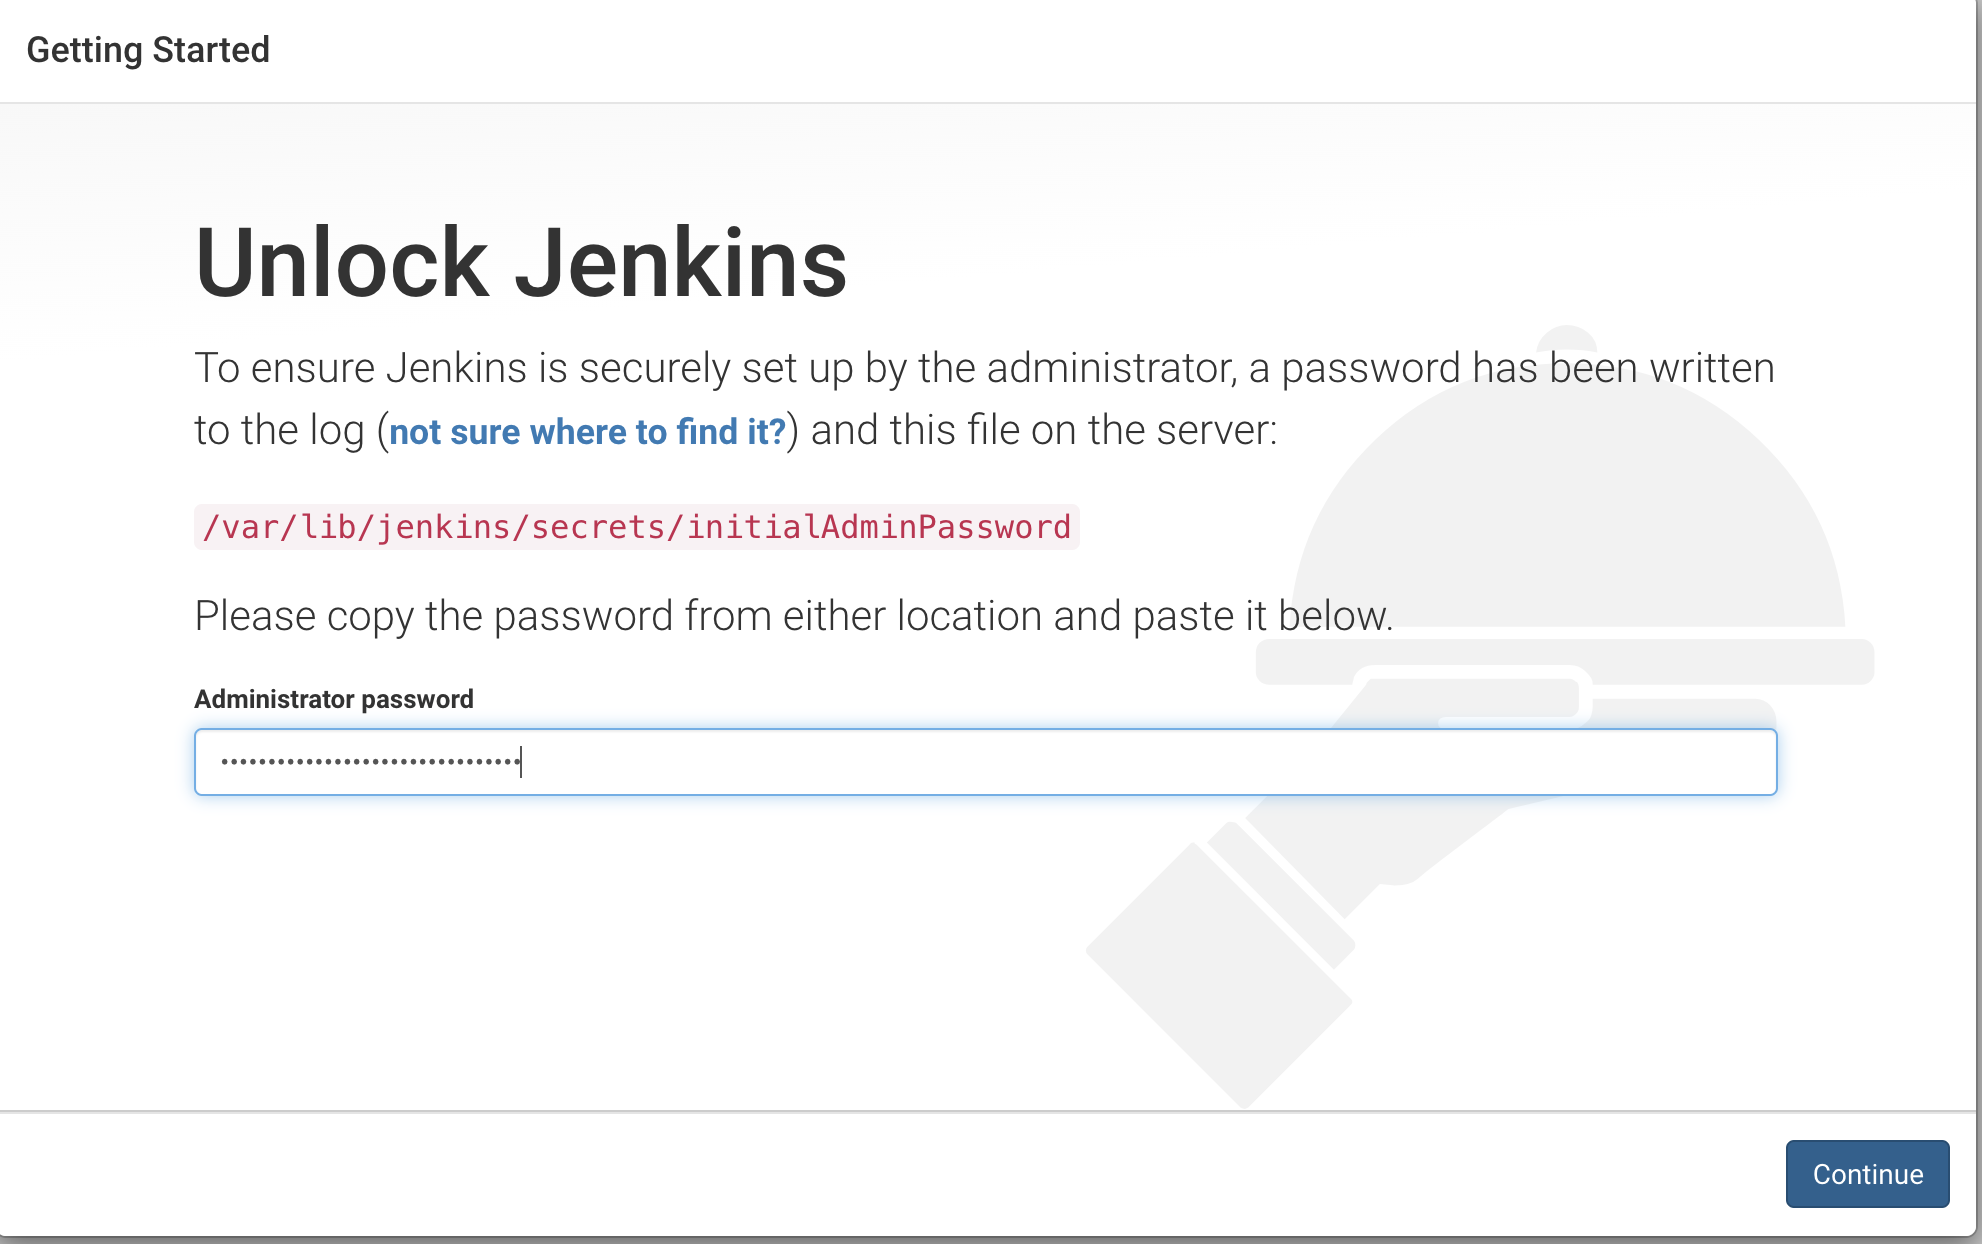 Getting Started
Unlock Jenkins
To ensure Jenkins is securely set up by the administrator, a password has been written
to the log (not sure where to find it?) and this file on the server:
/var/lib/jenkins/secrets/initialAdminPassword
Please copy the password from either location and paste it below.
Administrator password
Continue